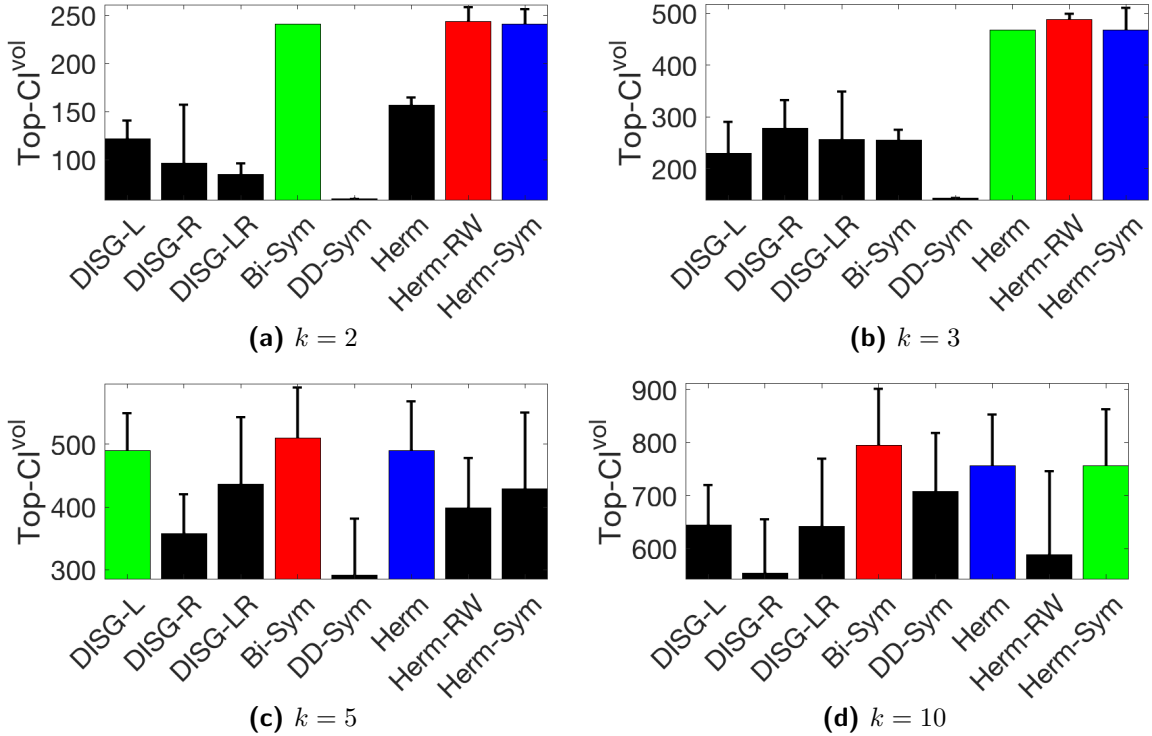 Top-CI^vol
250
200
150
100
DISG-L
DISG-R
DISG-LR
Bi-Sym
DD-Sym
Herm
Herm-RW
Herm-Sym
(a) k = 2
Top-CI^vol
500
400
300
200
DISG-L
DISG-R
DISG-LR
Bi-Sym
DD-Sym
Herm
Herm-RW
Herm-Sym
(b) k = 3
Top-CI^vol
500
400
300
DISG-L
DISG-R
DISG-LR
Bi-Sym
DD-Sym
Herm
Herm-RW
Herm-Sym
(c) k = 5
Top-CI^vol
900
800
700
600
DISG-L
DISG-R
DISG-LR
Bi-Sym
DD-Sym
Herm
Herm-RW
Herm-Sym
(d) k = 10